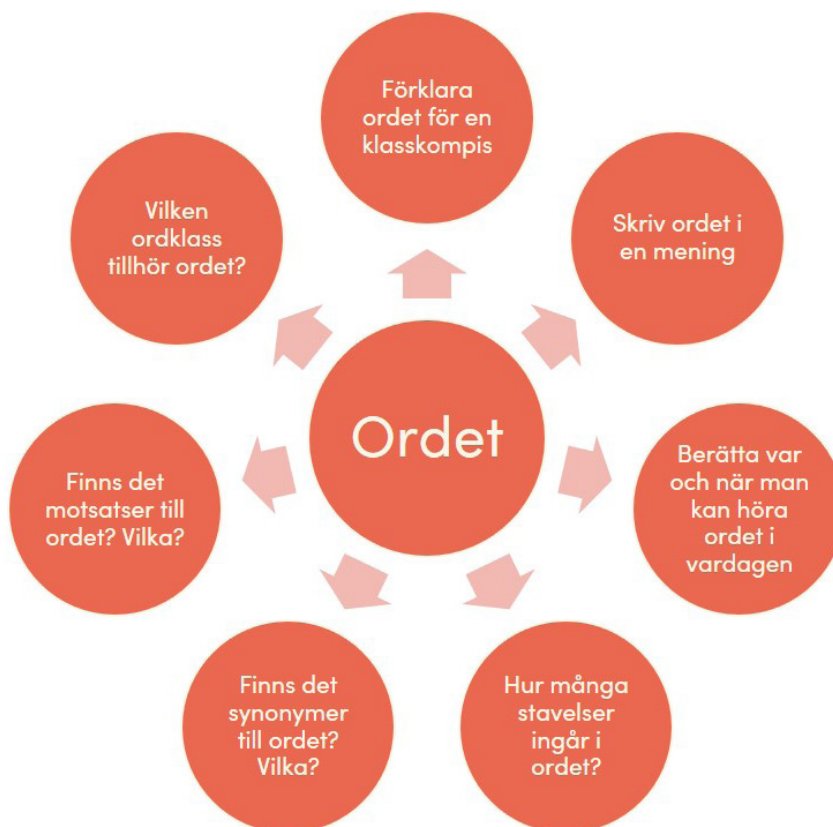 Förklara
ordet för en
klasskompis
Skriv ordet i
en mening
Berätta var
och när man
kan höra
ordet i
vardagen
Hur många
stavelser
ingår i
ordet?
Finns det
synonymer
till ordet?
Vilka?
Finns det
motsatser till
ordet? Vilka?
Vilken
ordklass
tillhör ordet?
Ordet